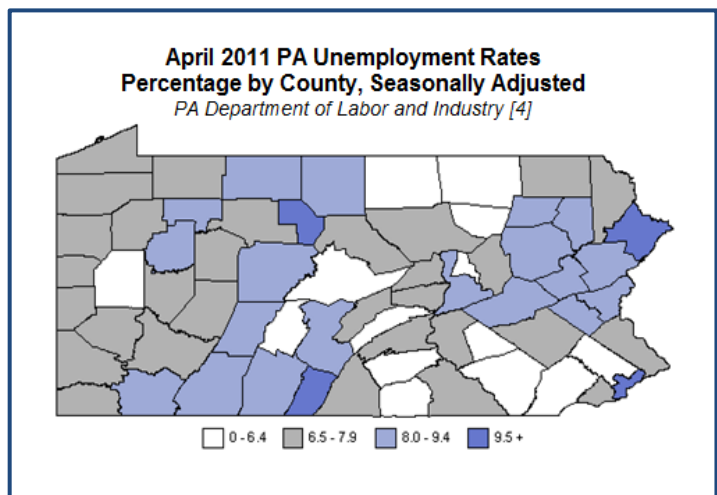 April 2011 PA Unemployment Rates
Percentage by County, Seasonally Adjusted
PA Department of Labor and Industry [4]
0 - 6.4 6.5 - 7.9 8.0 - 9.4 9.5 +